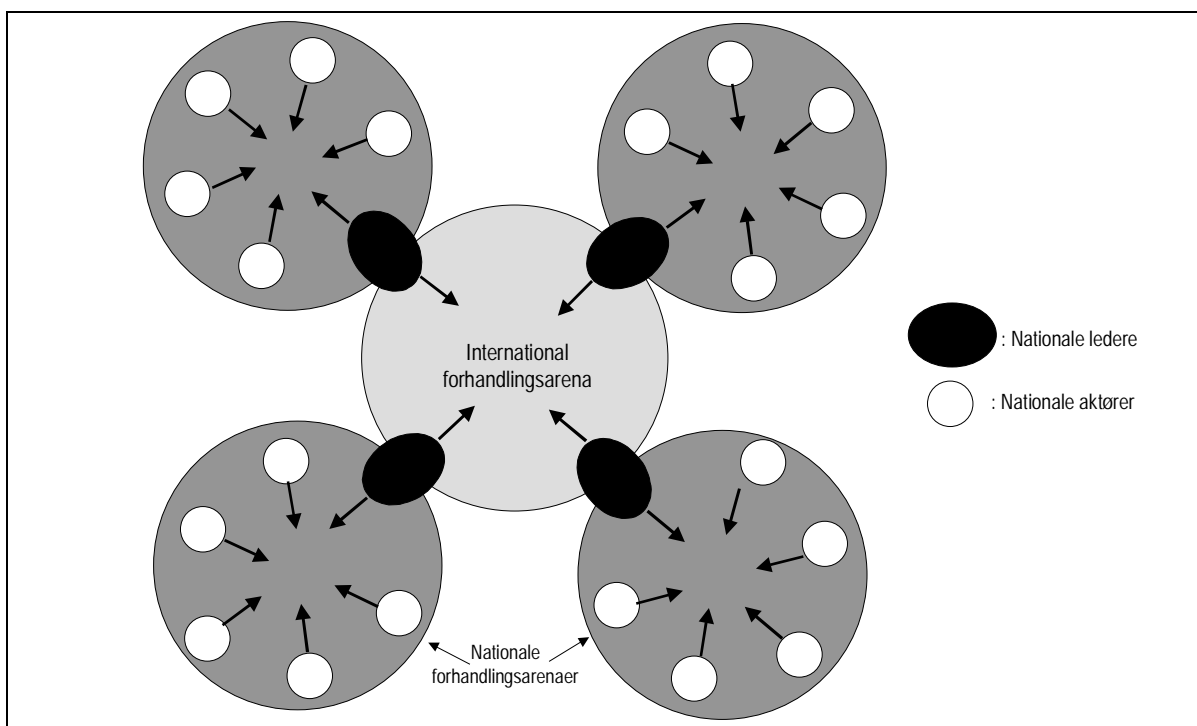 International
forhandlingsarena
: Nationale ledere
: Nationale aktører
Nationale
forhandlingsarenaer